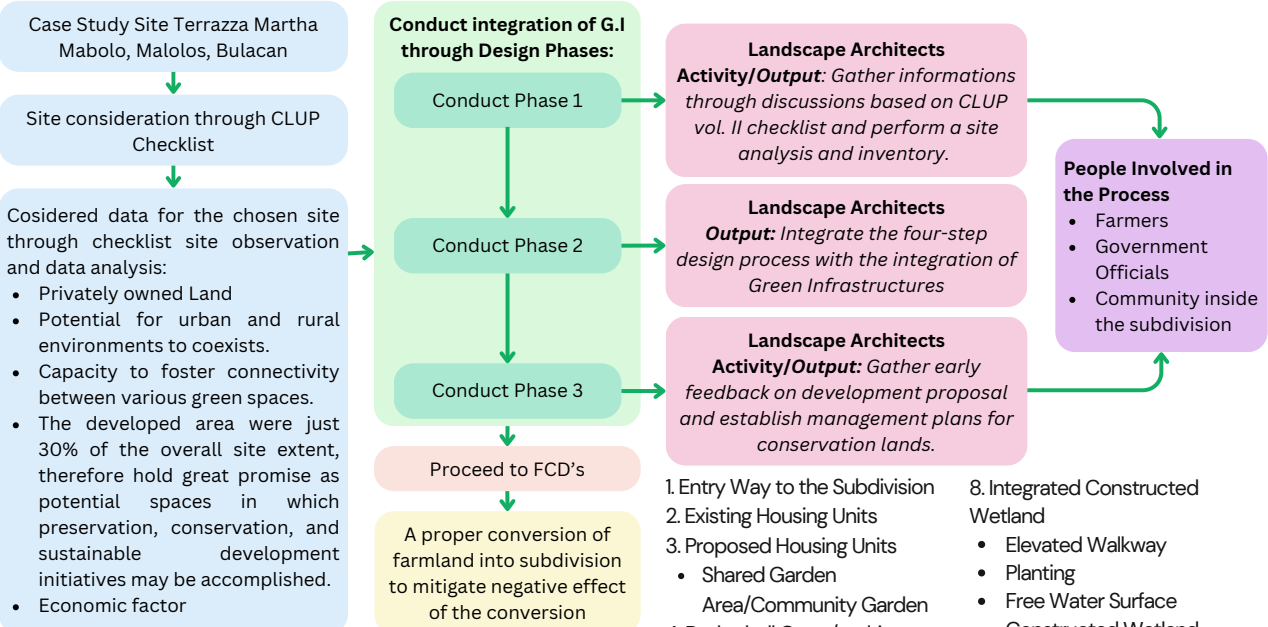 Case Study Site Terrazza Martha
Mabolo, Malolos, Bulacan
Site consideration through CLUP
Checklist
Cosidered data for the chosen site
through checklist site observation
and data analysis:
• Privately owned Land
• Potential for urban and rural
environments to coexists.
• Capacity to foster connectivity
between various green spaces.
• The developed area were just
30% of the overall site extent,
therefore hold great promise as
potential spaces in which
preservation, conservation, and
sustainable development
initiatives may be accomplished.
• Economic factor
Conduct integration of G.I
through Design Phases:
Conduct Phase 1
Conduct Phase 2
Conduct Phase 3
Proceed to FCD's
A proper conversion of
farmland into subdivision
to mitigate negative effect
of the conversion
Landscape Architects
Activity/Output: Gather informations
through discussions based on CLUP
vol. II checklist and perform a site
analysis and inventory.
Landscape Architects
Output: Integrate the four-step
design process with the integration of
Green Infrastructures
Landscape Architects
Activity/Output: Gather early
feedback on development proposal
and establish management plans for
conservation lands.
People Involved in
the Process
• Farmers
• Government
Officials
• Community inside
the subdivision
1. Entry Way to the Subdivision
2. Existing Housing Units
3. Proposed Housing Units
• Shared Garden
Area/Community Garden
8. Integrated Constructed
Wetland
• Elevated Walkway
• Planting
• Free Water Surface